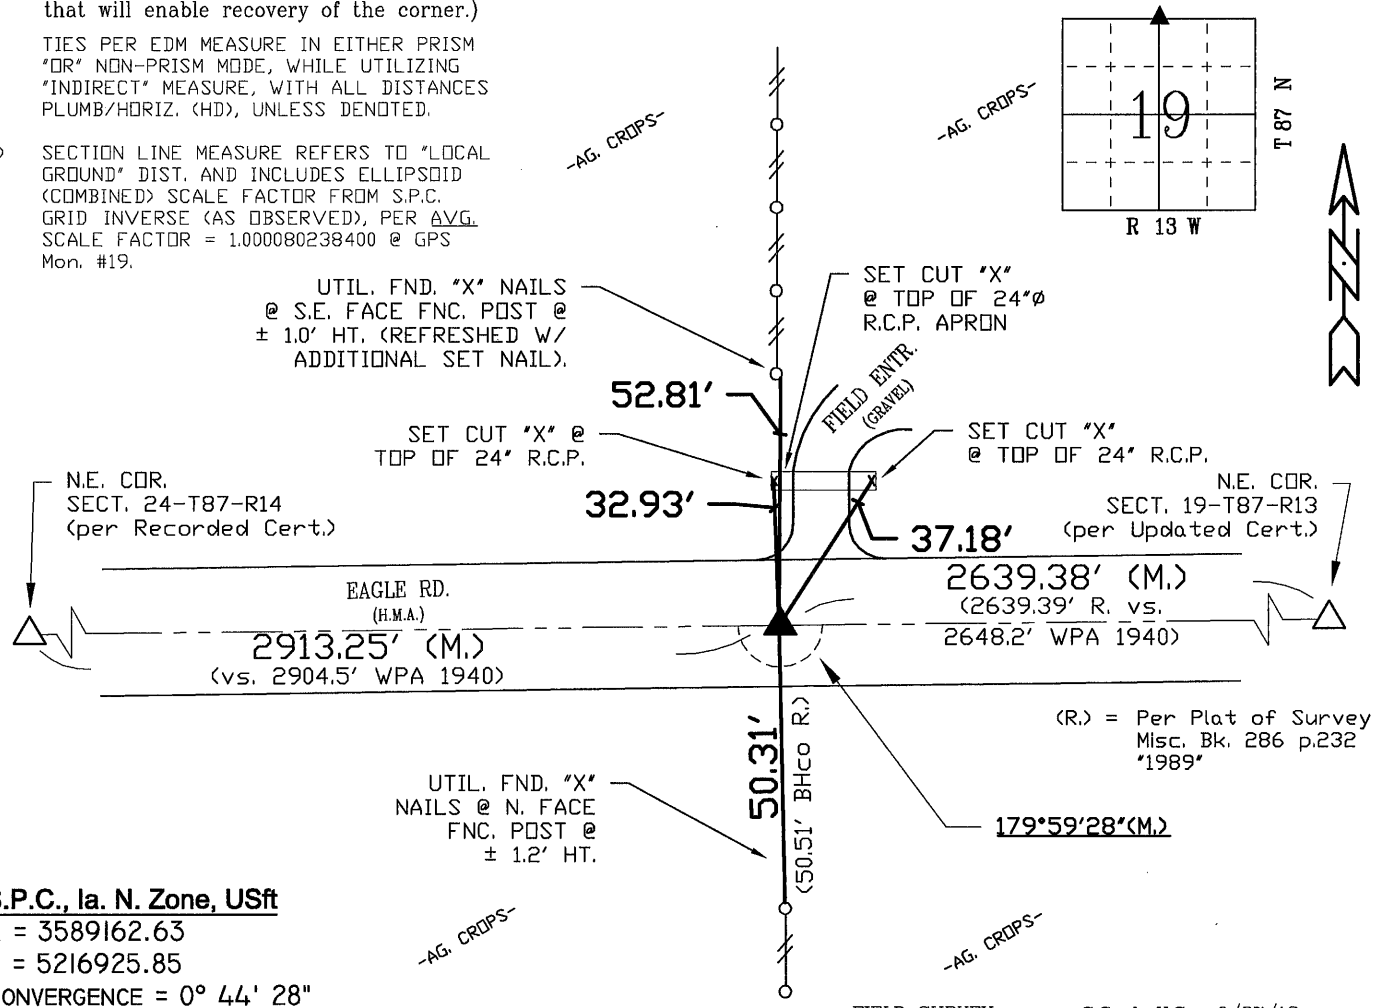 that will enable recovery of the corner.)
TIES PER EDM MEASURE IN EITHER PRISM
"OR" NON-PRISM MODE, WHILE UTILIZING
"INDIRECT" MEASURE, WITH ALL DISTANCES
PLUMB/HORIZ. (HD), UNLESS DENOTED.
SECTION LINE MEASURE REFERS TO "LOCAL
GROUND" DIST. AND INCLUDES ELLIPSOID
(COMBINED) SCALE FACTOR FROM S.P.C.
GRID INVERSE (AS OBSERVED), PER AVG.
SCALE FACTOR = 1.000080238400 @ GPS
Mon. #19.
-AG. CROPS-
-AG. CROPS-
19
T 87 N
R 13 W
N
UTIL. FND. "X" NAILS
@ S.E. FACE FNC. POST @
± 1.0' HT. (REFRESHED W/
ADDITIONAL SET NAIL).
SET CUT "X"
@ TOP OF 24"Ø
R.C.P. APRON
52.81'
FIELD ENTR.
(GRAVEL)
SET CUT "X" @
TOP OF 24" R.C.P.
SET CUT "X"
@ TOP OF 24" R.C.P.
X
X
N.E. COR.
SECT. 24-T87-R14
(per Recorded Cert.)
32.93'
37.18'
N.E. COR.
SECT. 19-T87-R13
(per Updated Cert.)
EAGLE RD.
(H.M.A.)
2913.25' (M.)
(vs. 2904.5' WPA 1940)
2639.38' (M.)
(2639.39' R. vs.
2648.2' WPA 1940)
50.31'
(50.51' BHco R.)
(R.) = Per Plat of Survey
Misc. Bk. 286 p.232
"1989"
UTIL. FND. "X"
NAILS @ N. FACE
FNC. POST @
± 1.2' HT.
179°59'28"(M.)
S.P.C., Ia. N. Zone, USft
= 3589162.63
= 5216925.85
ONVERGENCE = 0° 44' 28"
-AG. CROPS-
-AG. CROPS-